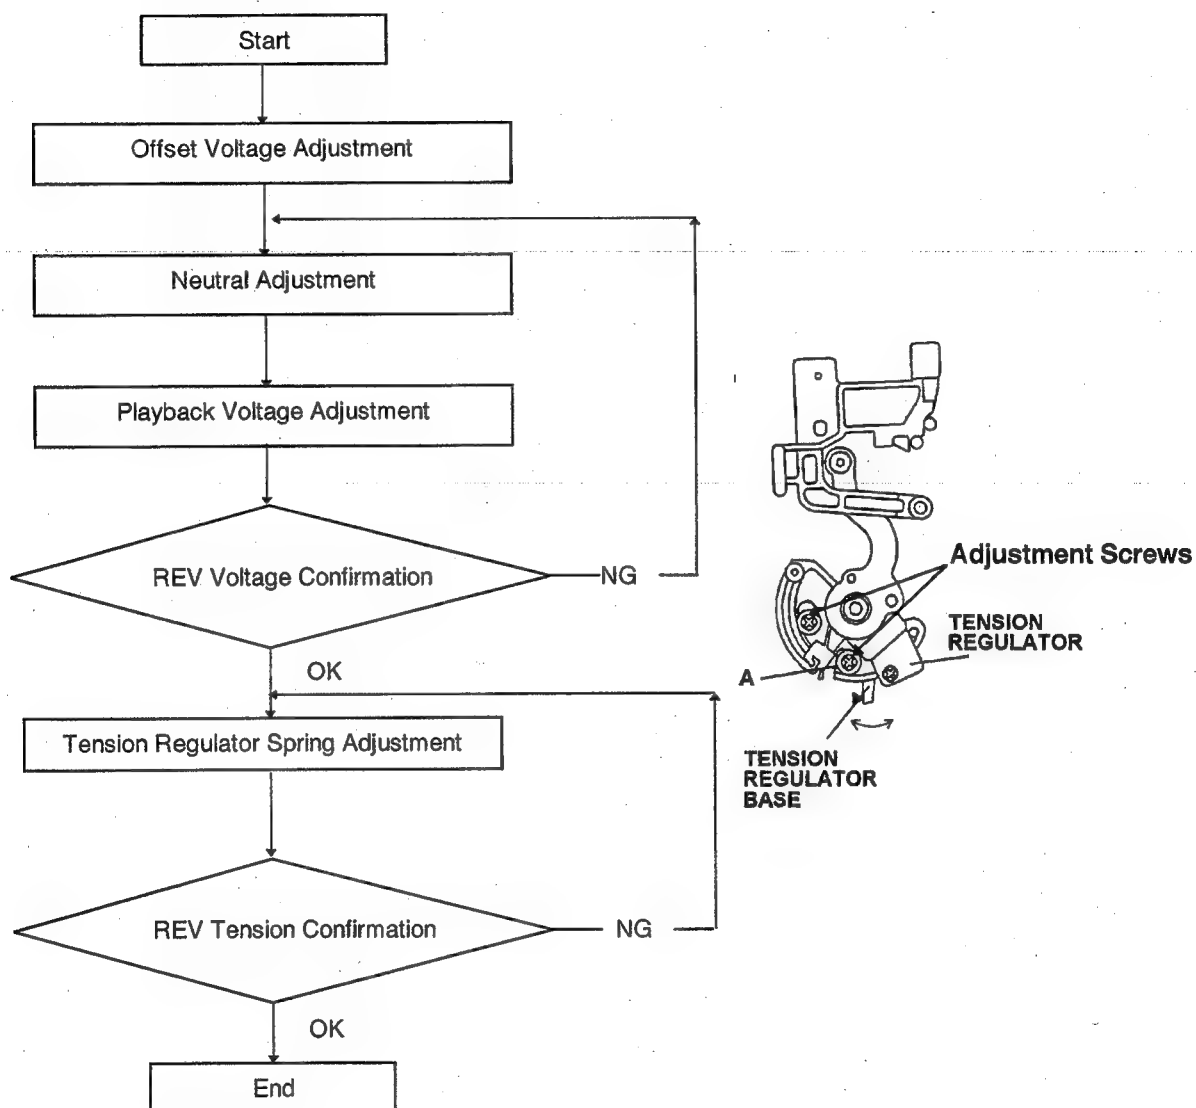 Start
Offset Voltage Adjustment
Neutral Adjustment
Playback Voltage Adjustment
REV Voltage Confirmation
NG
OK
Tension Regulator Spring Adjustment
REV Tension Confirmation
NG
OK
End
Adjustment Screws
TENSION
REGULATOR
A
TENSION
REGULATOR
BASE